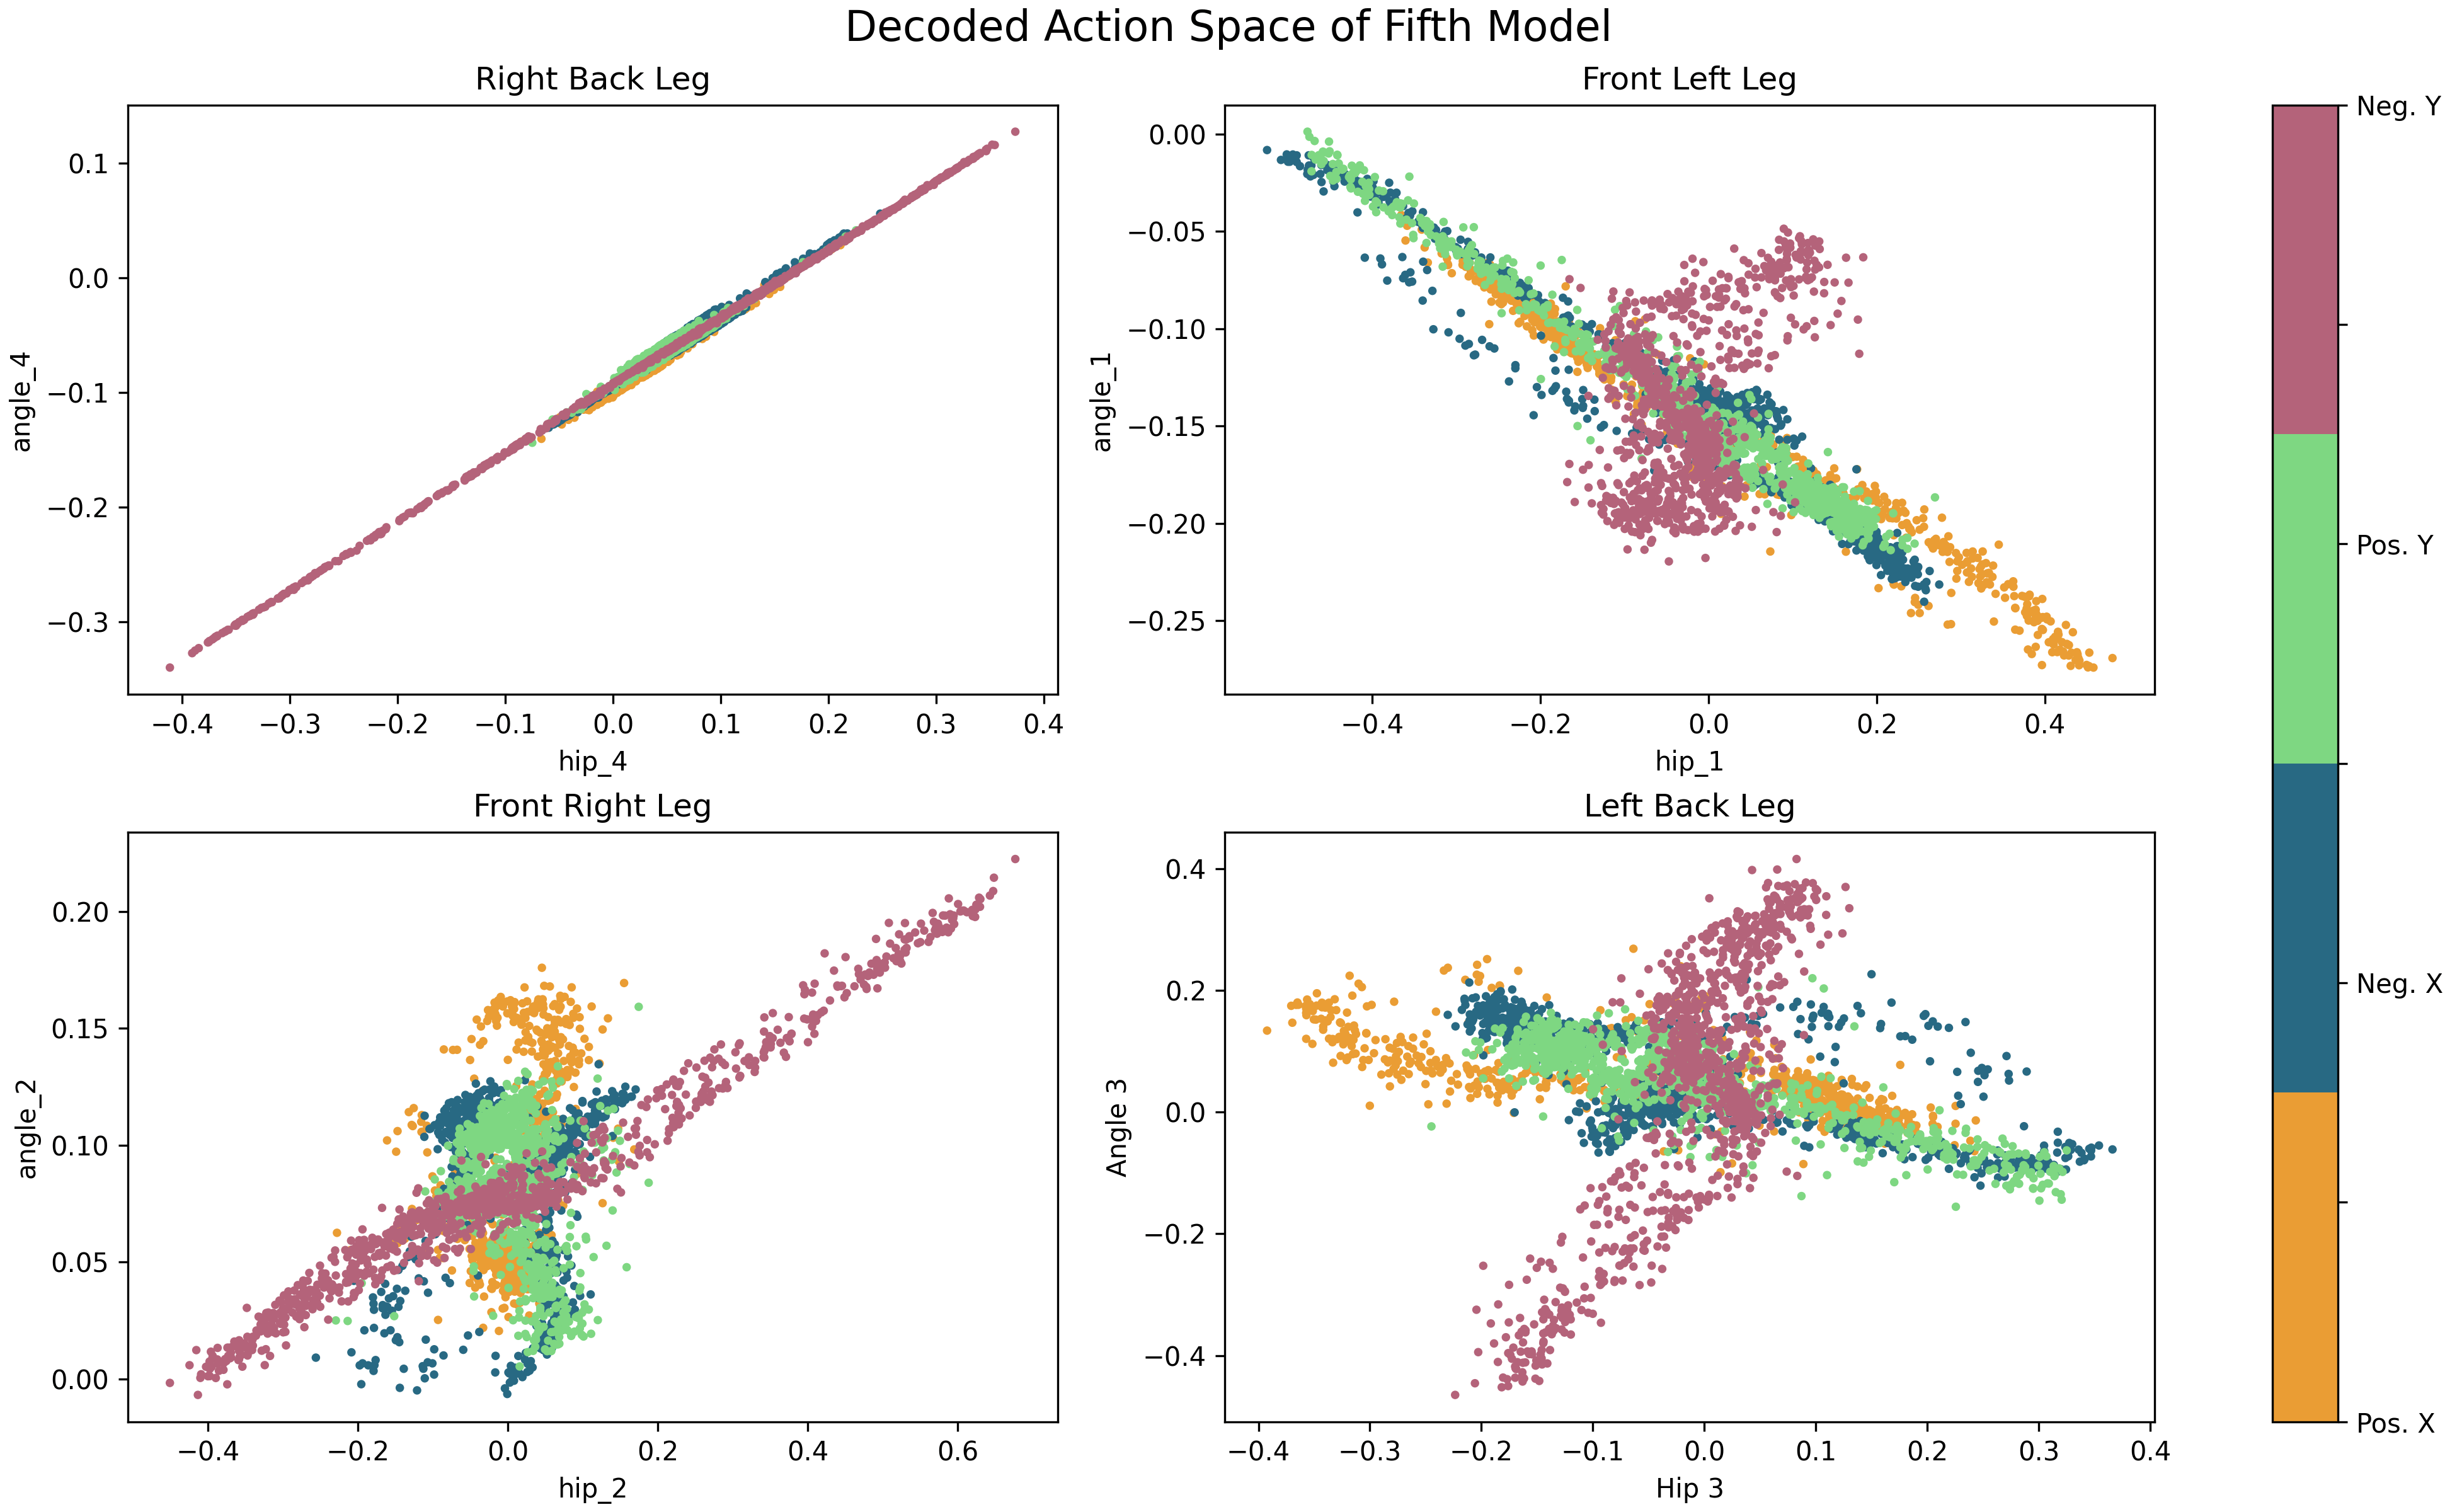 Decoded Action Space of Fifth Model
Right Back Leg
angle_4
0.1
0.0
−0.1
−0.2
−0.3
−0.4 −0.3 −0.2 −0.1 0.0 0.1 0.2 0.3 0.4
hip_4
Front Left Leg
angle_1
0.00
−0.05
−0.10
−0.15
−0.20
−0.25
−0.4 −0.2 0.0 0.2 0.4
hip_1
Front Right Leg
angle_2
0.20
0.15
0.10
0.05
0.00
−0.4 −0.2 0.0 0.2 0.4 0.6
hip_2
Left Back Leg
Angle 3
0.4
0.2
0.0
−0.2
−0.4
−0.4 −0.3 −0.2 −0.1 0.0 0.1 0.2 0.3 0.4
Hip 3
Neg. Y
Pos. Y
Neg. X
Pos. X